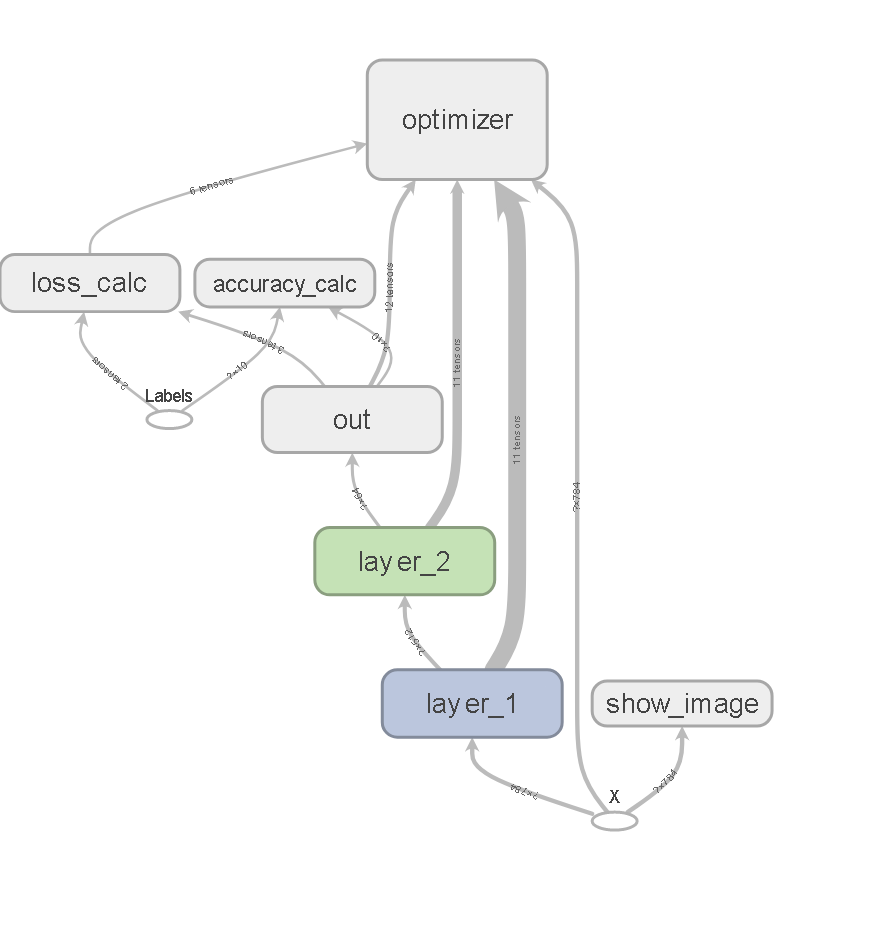 optimizer
6 tensors
loss_calc
accuracy_calc
12 tensors
3 tensors
?×10
2 tensors
?×10
Labels
11 tensors
out
11 tensors
?×64
?×784
layer_2
?×512
layer_1
show_image
?×784
?×784
X